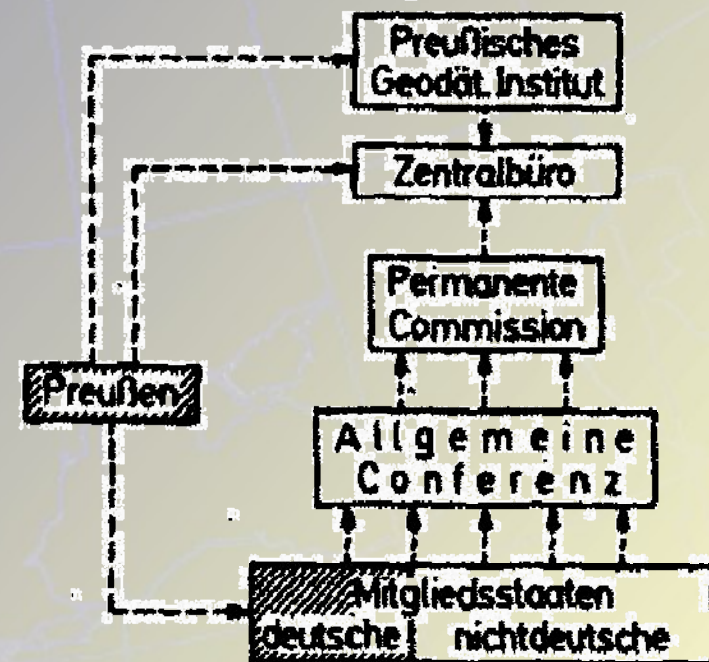 Preußisches
Geodät. Institut
Zentralbüro
Permanente
Commission
Preußen
Allgemeine
Conferenz
Mitgliedsstaaten
deutsche nichtdeutsche